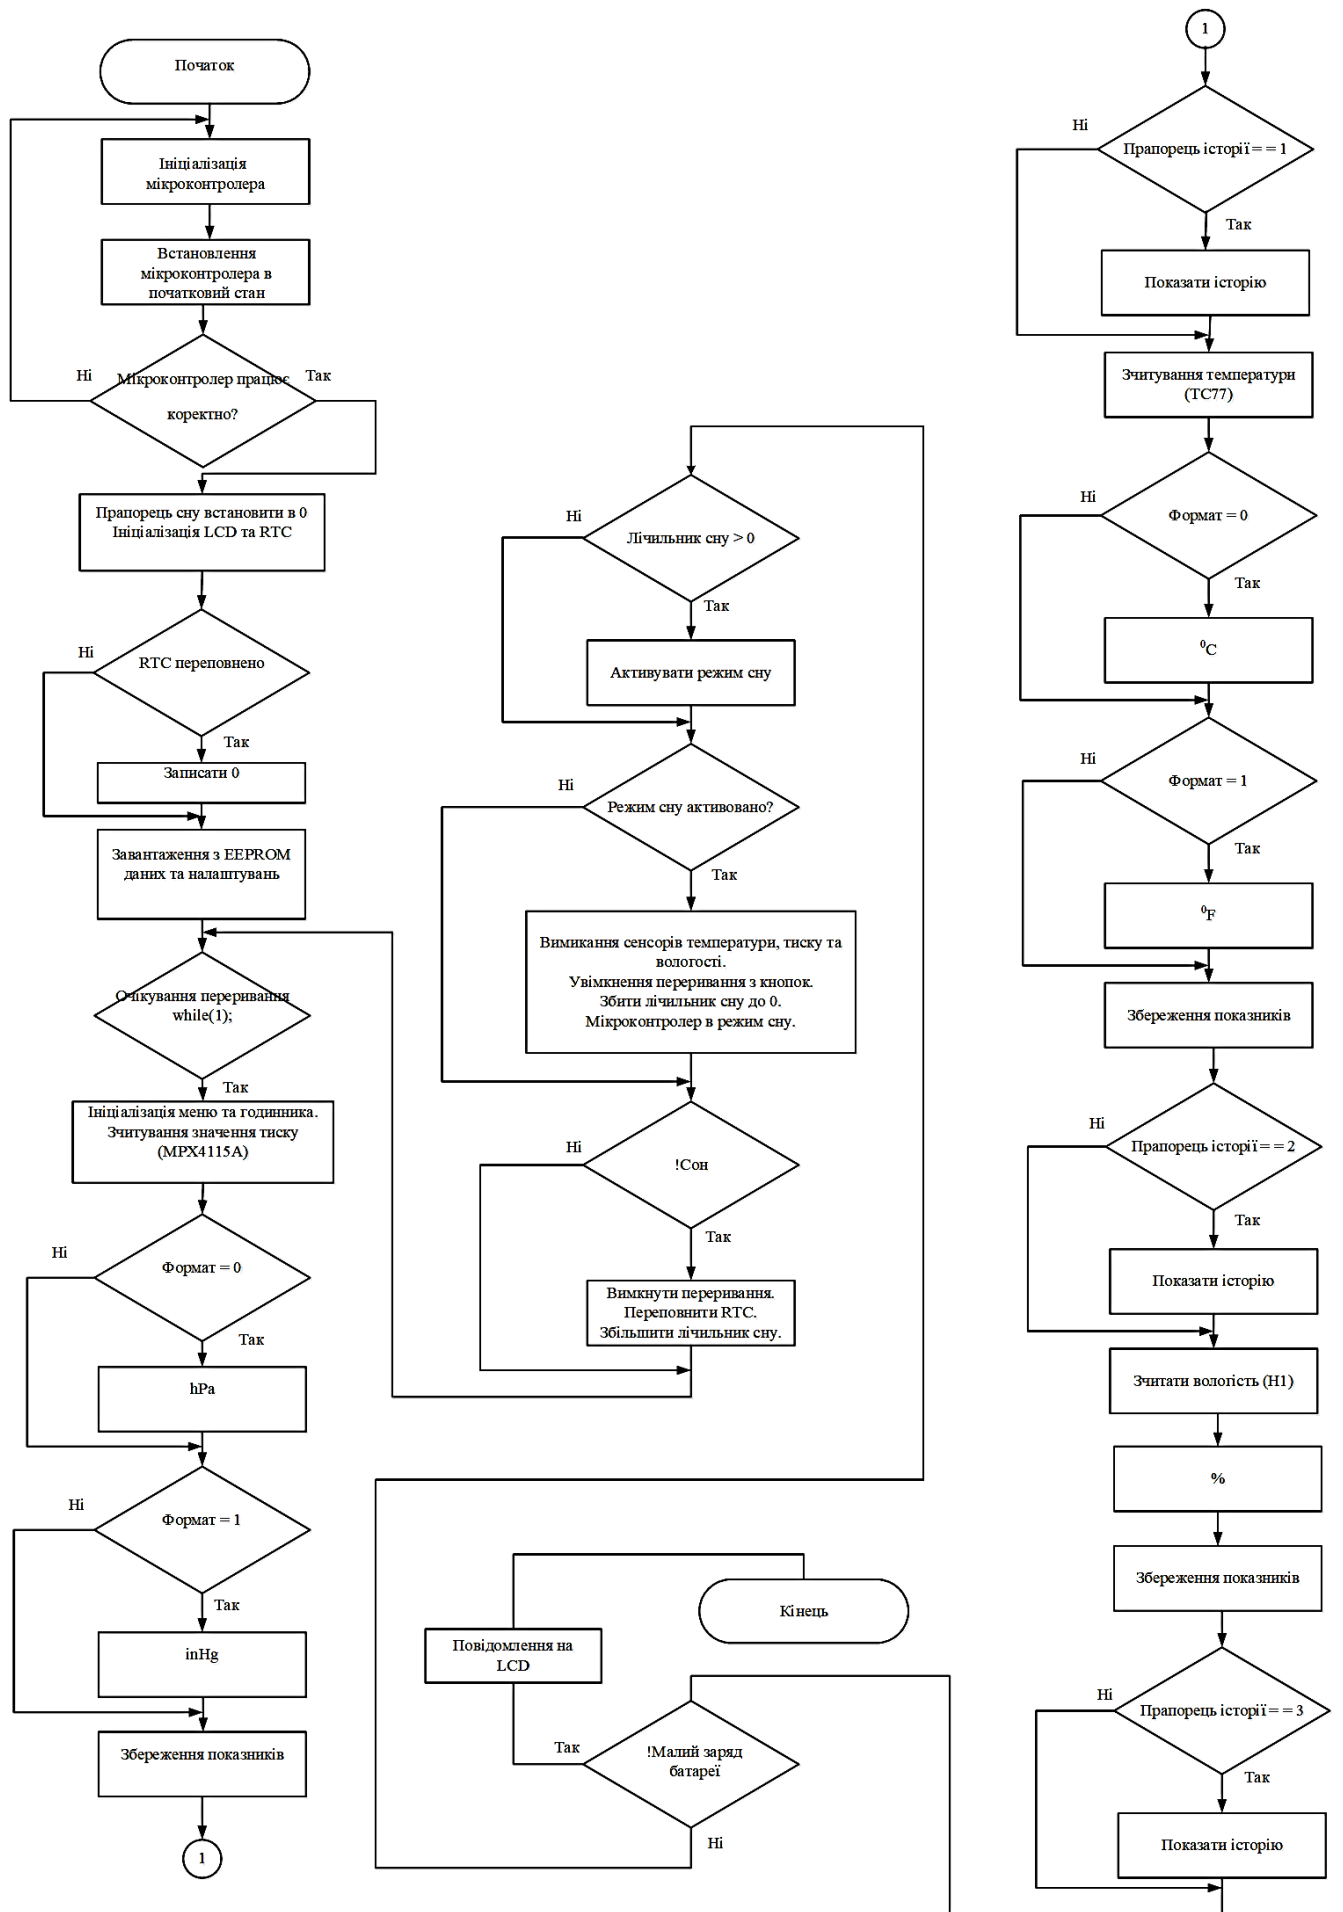 Початок
Ініціалізація
мікроконтролера
Встановлення
мікроконтролера в
початковий стан
Ні
Мікроконтролер працює
коректно?
Так
Прапорець сну встановити в 0
Ініціалізація LCD та RTC
Ні
RTC переповнено
Так
Записати 0
Завантаження з EEPROM
даних та налаштувань
Очікування переривання
while(1);
Так
Ініціалізація меню та годинника.
Зчитування значення тиску
(MPX4115A)
Ні
Формат = 0
Так
hPa
Ні
Формат = 1
Так
inHg
Збереження показників
1
Ні
Лічильник сну > 0
Так
Активувати режим сну
Ні
Режим сну активовано?
Так
Вимикання сенсорів температури, тиску та
вологості.
Увімкнення переривання з кнопок.
Збити лічильник сну до 0.
Мікроконтролер в режим сну.
Ні
!Сон
Так
Вимкнути переривання.
Переповнити RTC.
Збільшити лічильник сну.
Кінець
Повідомлення на
LCD
Так
!Малий заряд
батареї
Ні
1
Ні
Прапорець історії = = 1
Так
Показати історію
Зчитування температури
(TC77)
Ні
Формат = 0
Так
⁰C
Ні
Формат = 1
Так
⁰F
Збереження показників
Ні
Прапорець історії = = 2
Так
Показати історію
Зчитати вологість (H1)
%
Збереження показників
Ні
Прапорець історії = = 3
Так
Показати історію